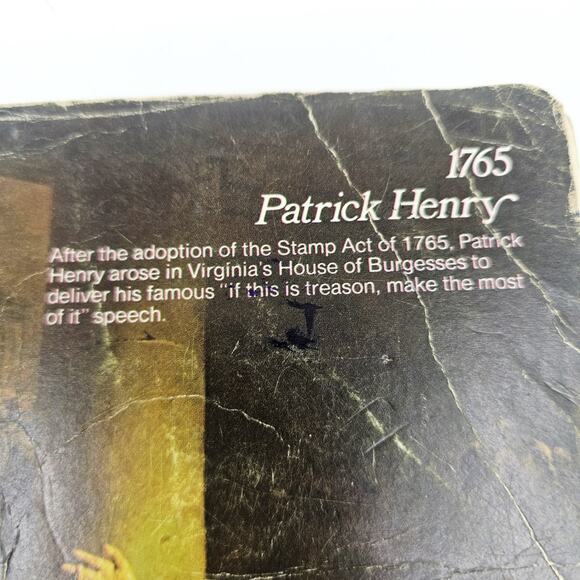 1765
Patrick Henry
After the adoption of the Stamp Act of 1765, Patrick
Henry arose in Virginia's House of Burgesses to
deliver his famous "if this is treason, make the most
of it" speech.